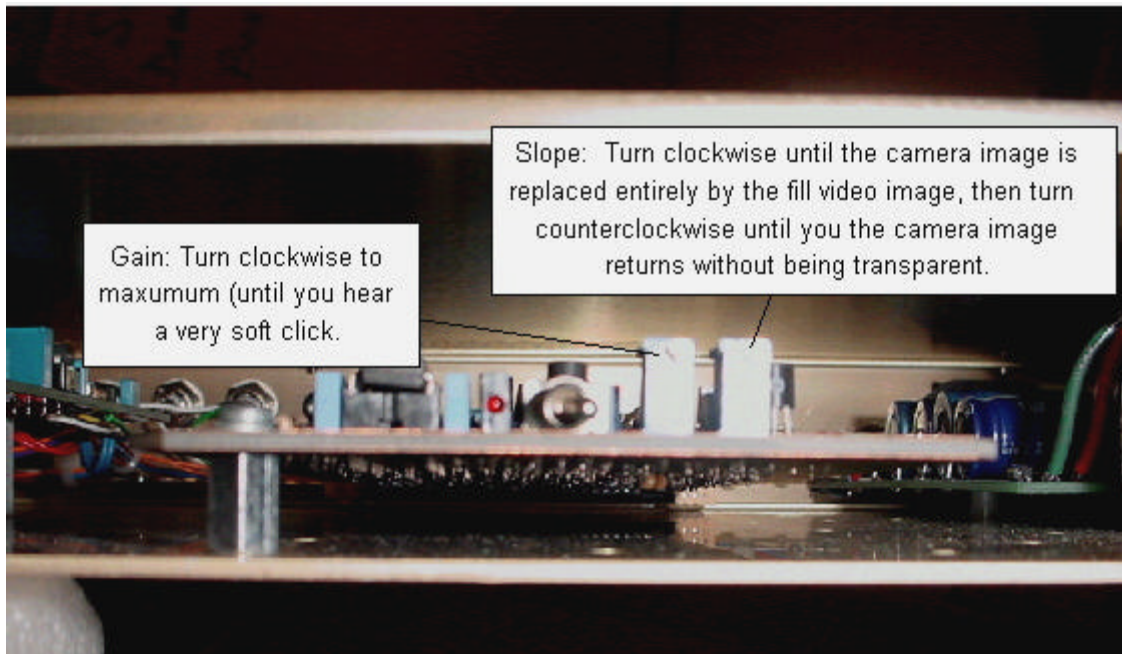 Slope: Turn clockwise until the camera image is
replaced entirely by the fill video image, then turn
counterclockwise until you the camera image
returns without being transparent.
Gain: Turn clockwise to
maxumum (until you hear
a very soft click.